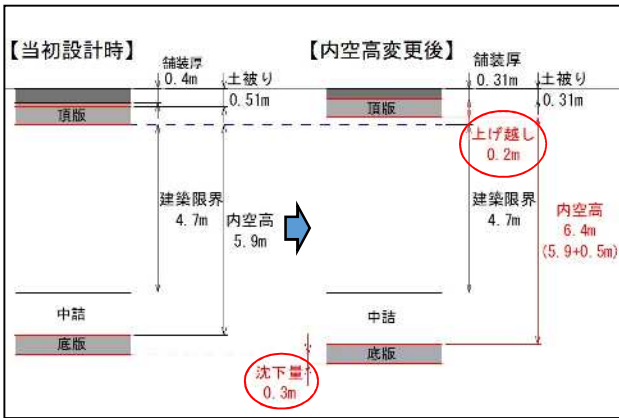 【当初設計時】
舗装厚
0.4m
土被り
0.51m
頂版
建築限界
4.7m
内空高
5.9m
中詰
底版
沈下量
0.3m
【内空高変更後】
舗装厚
0.31m
土被り
0.31m
頂版
上げ越し
0.2m
建築限界
4.7m
内空高
6.4m
(5.9+0.5m)
中詰
底版